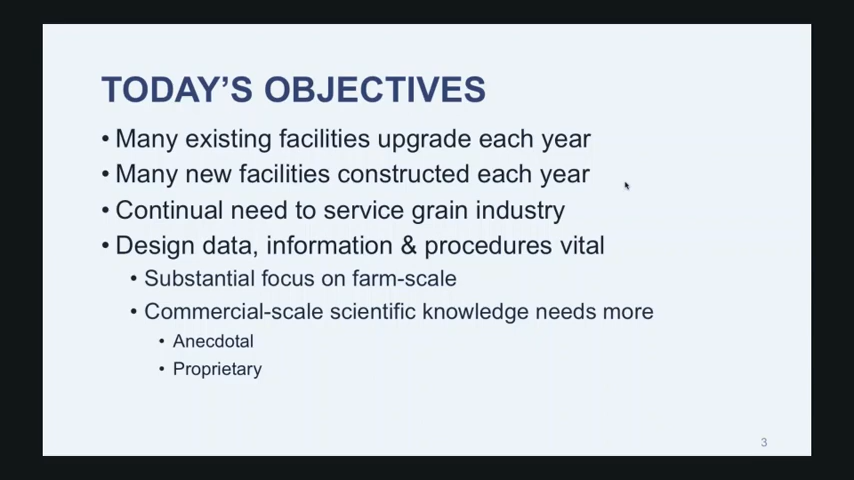 TODAY’S OBJECTIVES
• Many existing facilities upgrade each year
• Many new facilities constructed each year
• Continual need to service grain industry
• Design data, information & procedures vital
• Substantial focus on farm-scale
• Commercial-scale scientific knowledge needs more
• Anecdotal
• Proprietary
3